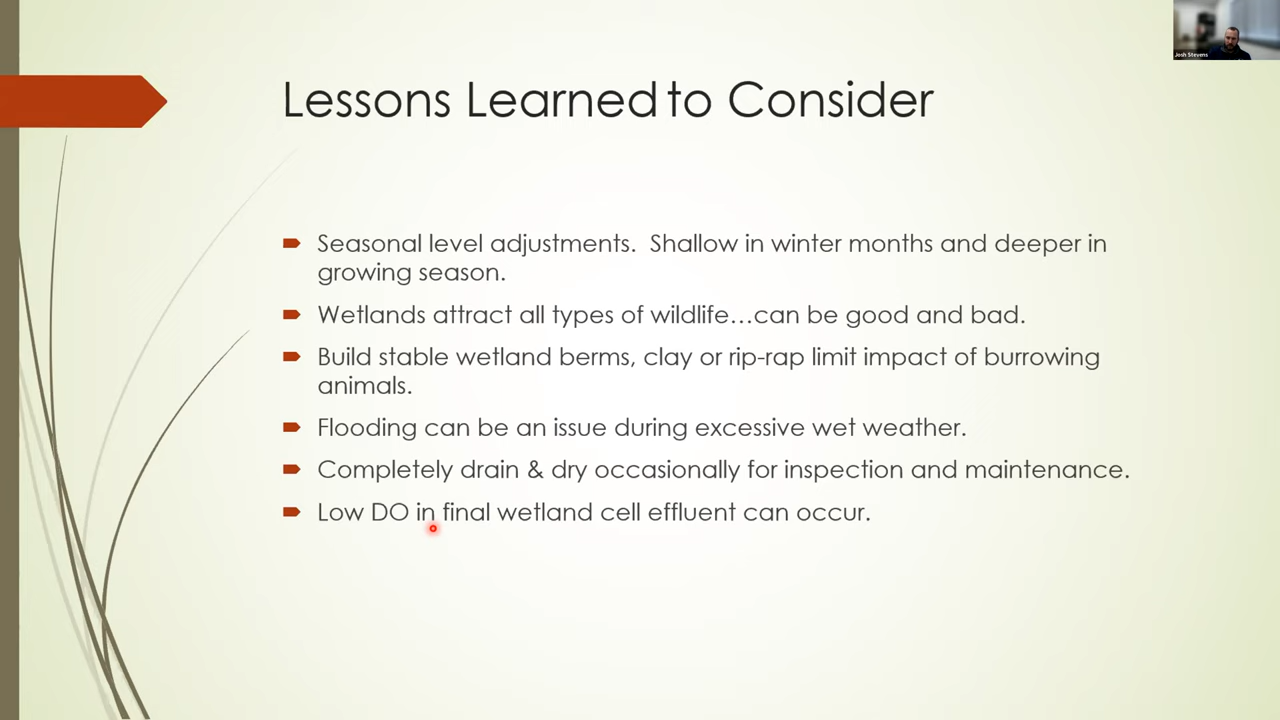 Josh Stevens
Lessons Learned to Consider
Seasonal level adjustments.  Shallow in winter months and deeper in
growing season.
Wetlands attract all types of wildlife…can be good and bad.
Build stable wetland berms, clay or rip-rap limit impact of burrowing
animals.
Flooding can be an issue during excessive wet weather.
Completely drain & dry occasionally for inspection and maintenance.
Low DO in final wetland cell effluent can occur.